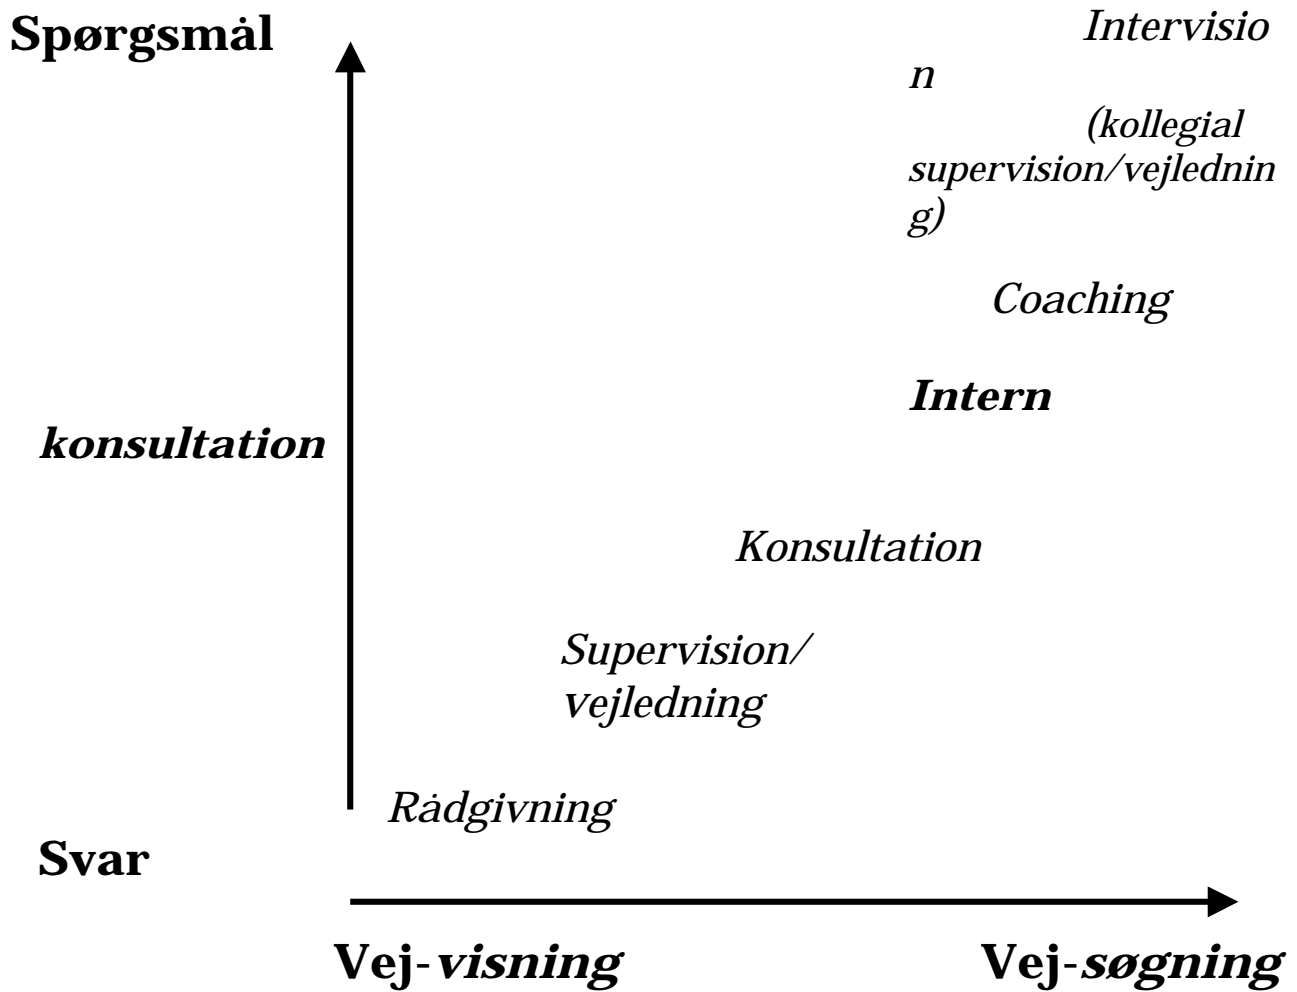 Spørgsmål
Intervisio
n
(kollegial
supervision/vejlednin
g)
Coaching
Intern
konsultation
Konsultation
Supervision/
vejledning
Rådgivning
Svar
Vej-visning
Vej-søgning